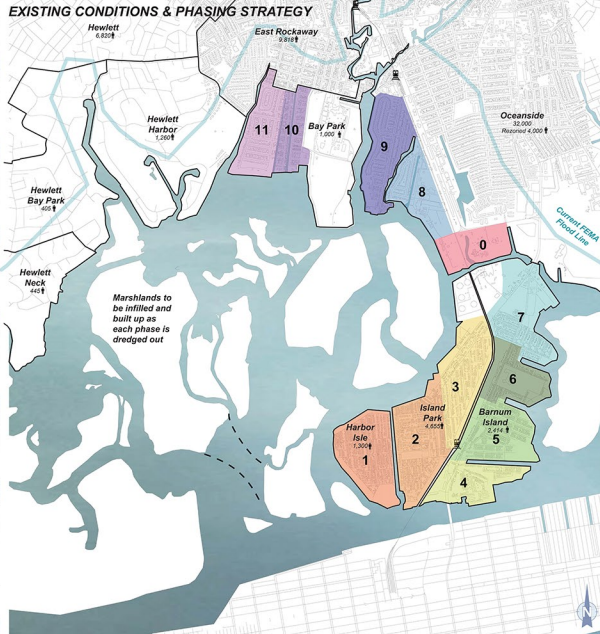 EXISTING CONDITIONS & PHASING STRATEGY
Hewlett
6,820
East Rockaway
9,818
Hewlett
Harbor
1,260
Bay Park
1,000
Oceanside
32,000
Rezoned 4,000
11
10
9
8
Hewlett
Bay Park
405
Current FEMA
Flood Line
0
Hewlett
Neck
445
Marshlands to
be infilled and
built up as
each phase is
dredged out
7
6
3
Island
Park
4,655
Barnum
Island
2,414
Harbor
Isle
1,300
1
2
5
4
N